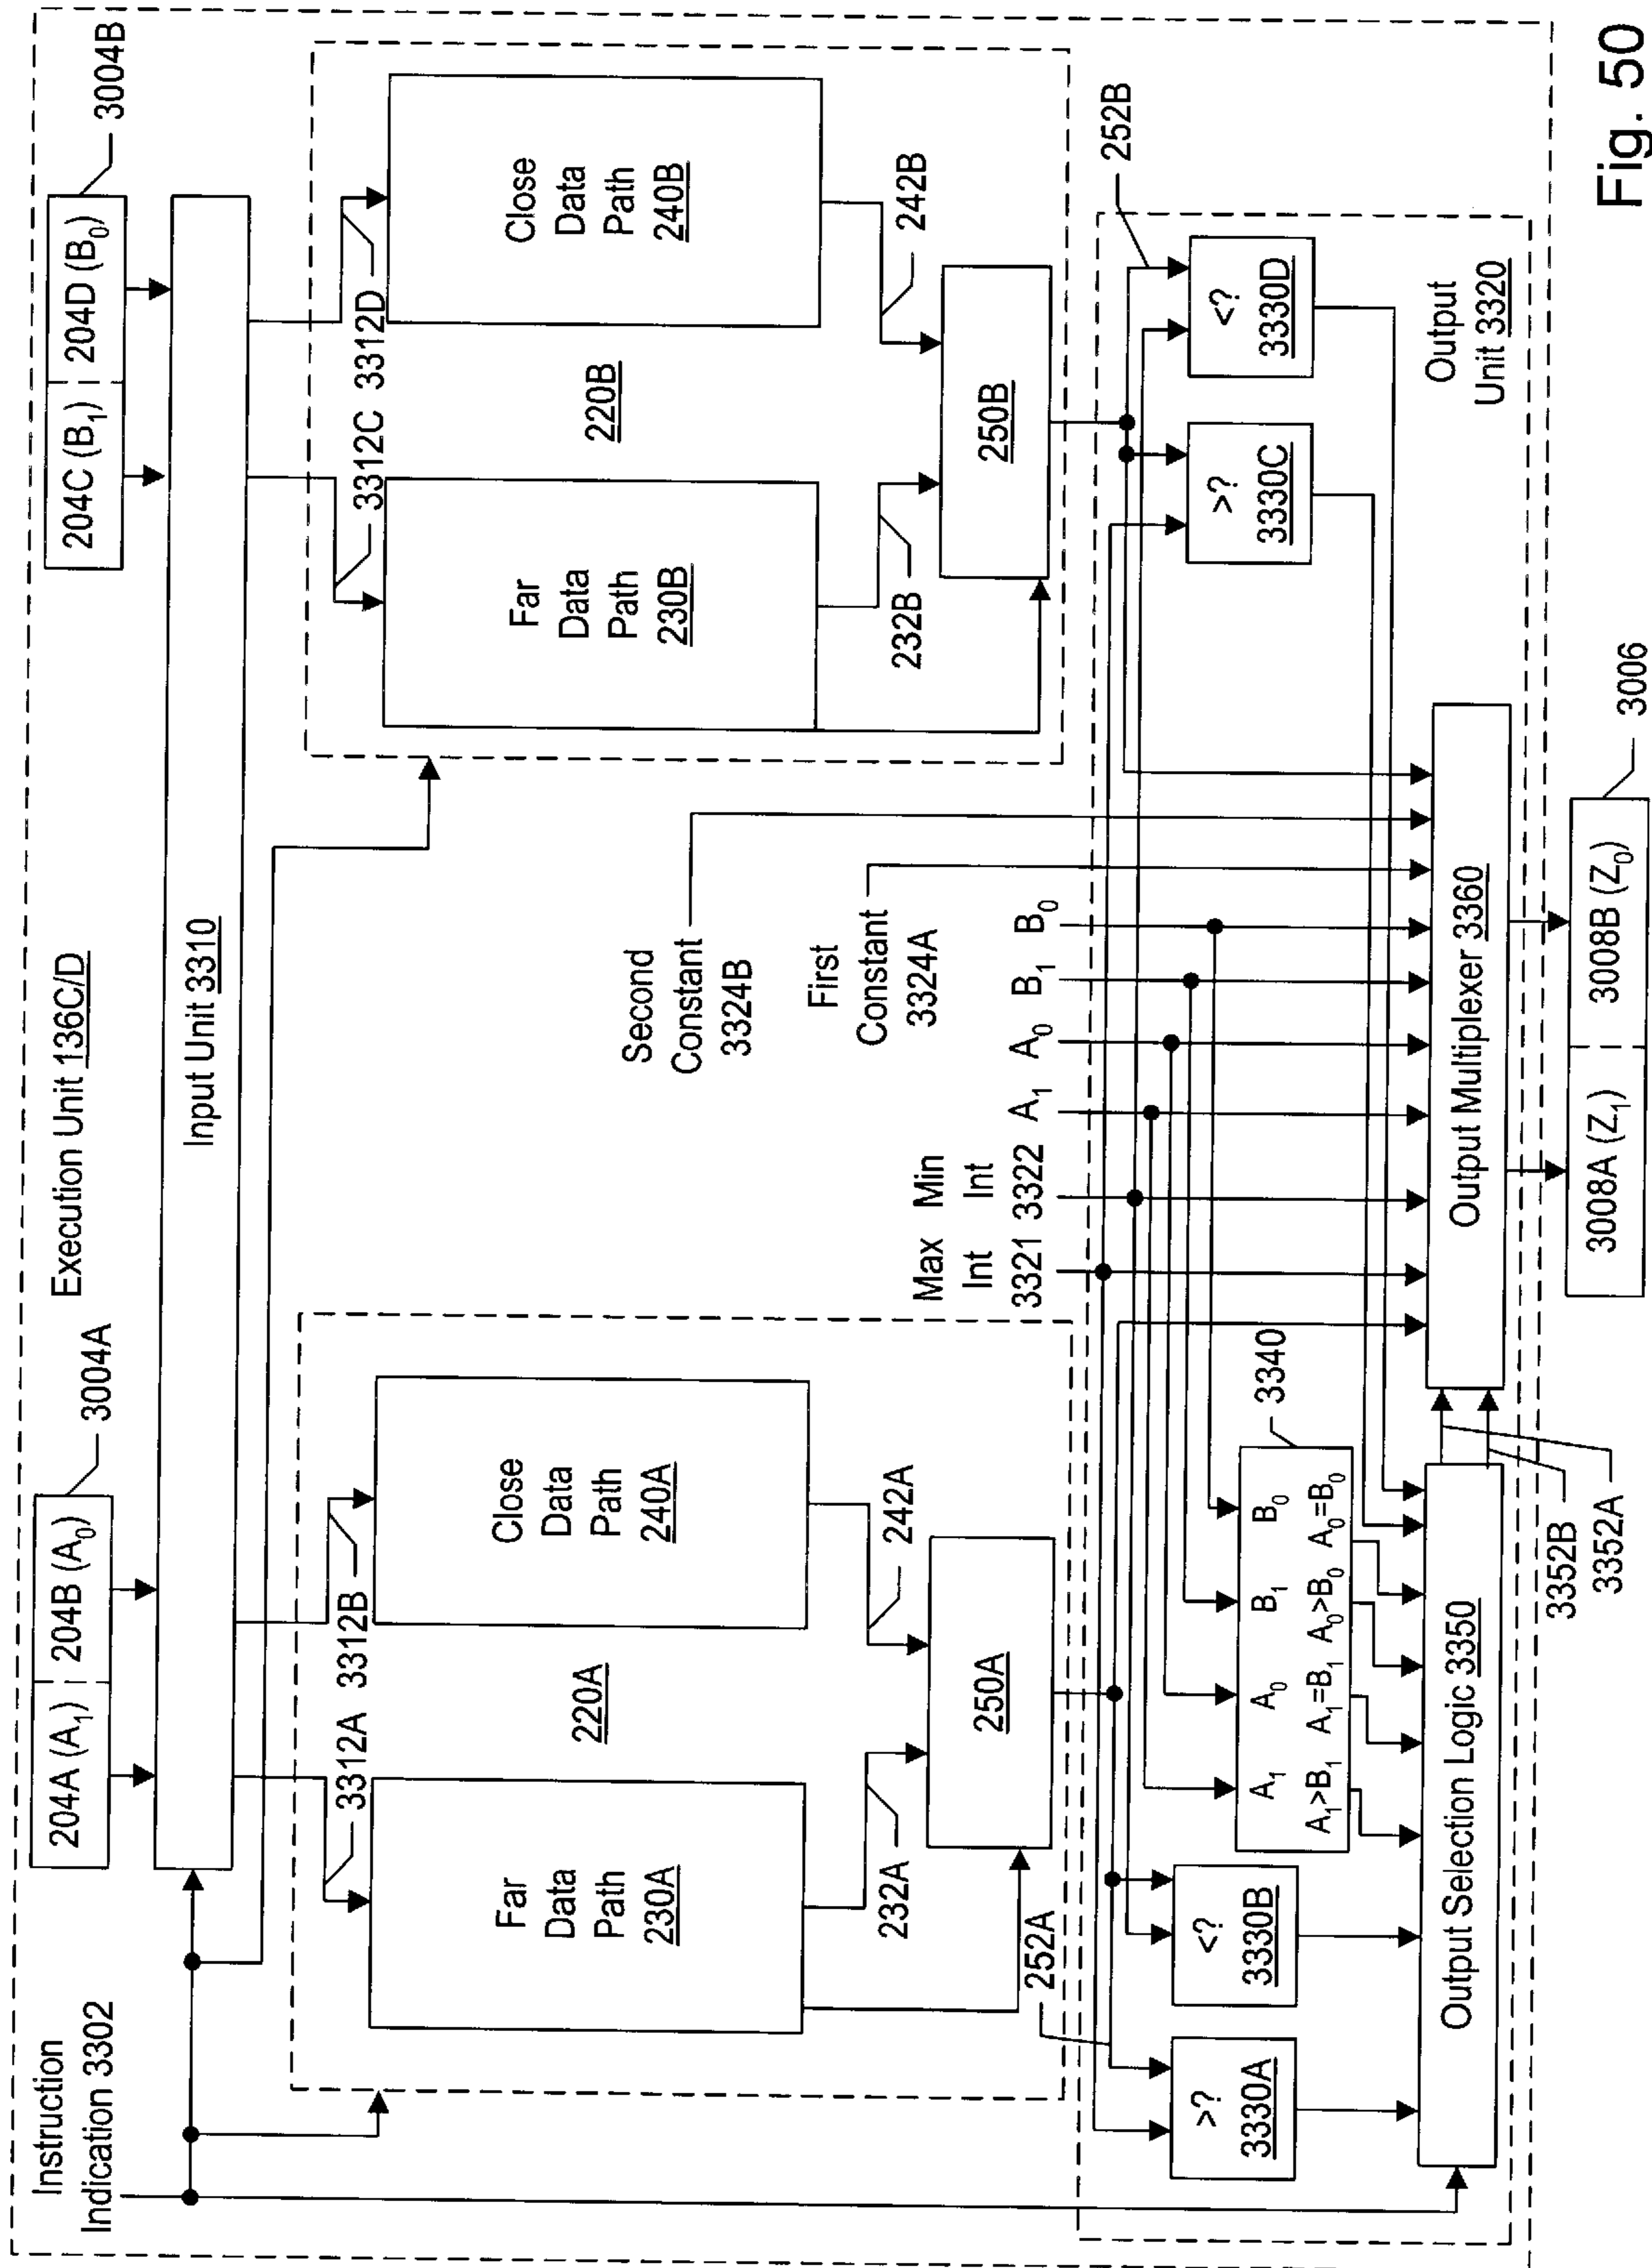 Execution Unit 136C/D
Instruction
Indication 3302
204A (A₁)
204B (A₀)
3004A
204C (B₁)
204D (B₀)
3004B
Input Unit 3310
3312A
3312B
3312C
3312D
Far
Data
Path
230A
220A
Close
Data
Path
240A
Far
Data
Path
230B
220B
Close
Data
Path
240B
232A
242A
232B
242B
250A
250B
Second
Constant
3324B
First
Constant
3324A
Max
Int
3321
Min
Int
3322
A₁
A₀
B₁
B₀
252A
252B
>?
3330A
<?
3330B
A₁
A₀
B₁
B₀
A₁>B₁
A₁=B₁
A₀>B₀
A₀=B₀
3340
>?
3330C
<?
3330D
Output
Unit 3320
Output Selection Logic 3350
3352B
3352A
Output Multiplexer 3360
3008A (Z₁)
3008B (Z₀)
3006
Fig. 50